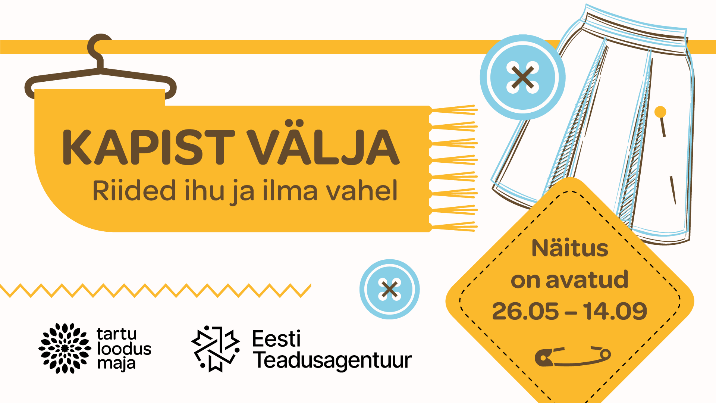 KAPIST VÄLJA
Riided ihu ja ilma vahel
Näitus
on avatud
26.05 – 14.09
tartu
loodus
maja
Eesti
Teadusagentuur